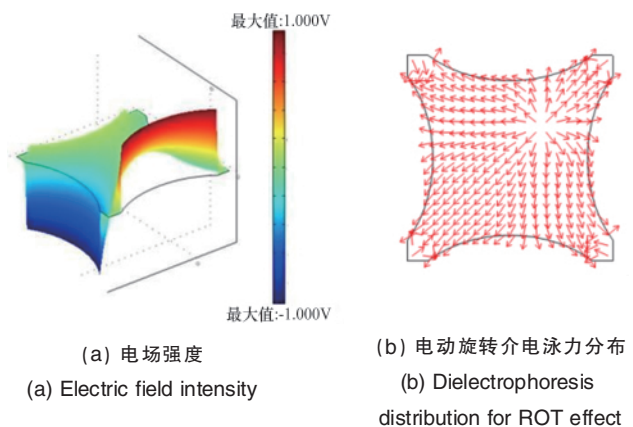 最大值:1.000V
最大值:-1.000V
(a) 电场强度
(a) Electric field intensity
(b) 电动旋转介电泳力分布
(b) Dielectrophoresis
distribution for ROT effect